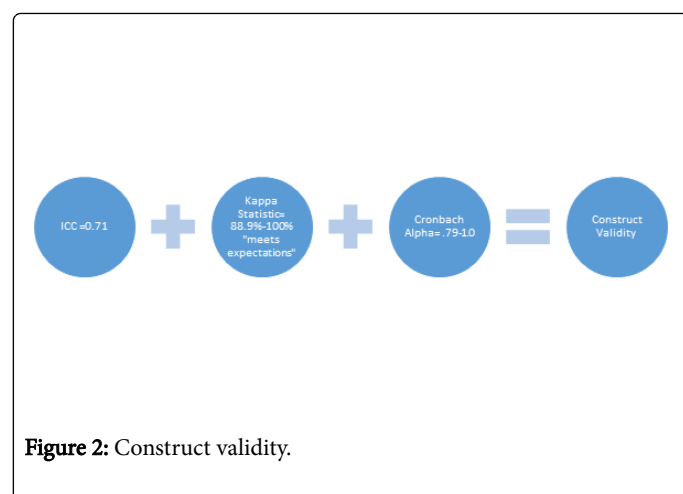 ICC =0.71
Kappa
Statistic=
88.9%-100%
"meets
expectations"
Cronbach
Alpha= .79-1.0
Construct
Validity
Figure 2: Construct validity.